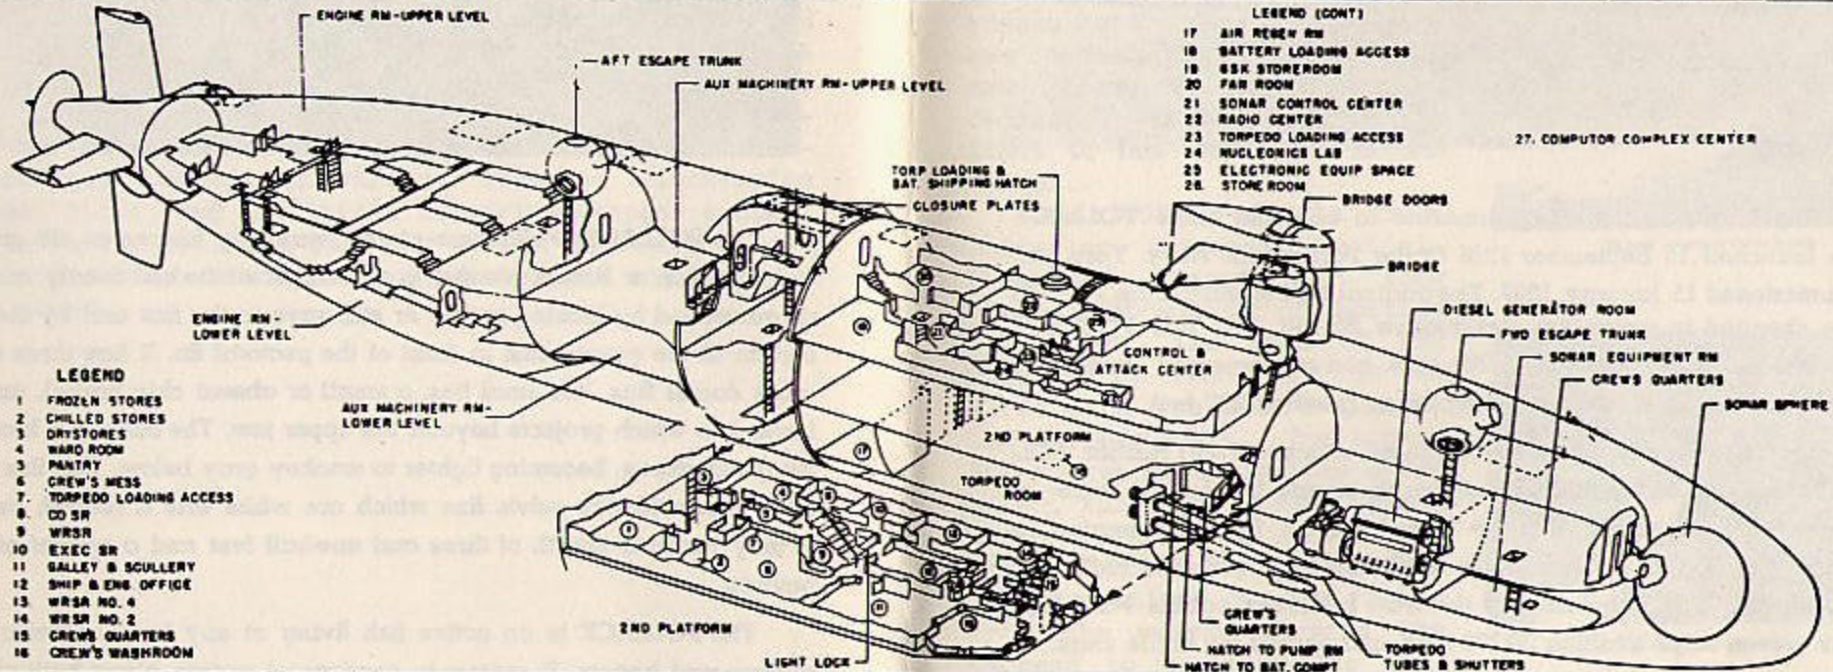 ENGINE RM-UPPER LEVEL
AFT ESCAPE TRUNK
AUX MACHINERY RM-UPPER LEVEL
TORP LOADING &
BAT. SHIPPING HATCH
CLOSURE PLATES
LEGEND (CONT)
17 AIR REGEN RM
18 BATTERY LOADING ACCESS
19 GSK STOREROOM
20 FAN ROOM
21 SONAR CONTROL CENTER
22 RADIO CENTER
23 TORPEDO LOADING ACCESS
24 NUCLEONICS LAB
25 ELECTRONIC EQUIP SPACE
26. STORE ROOM
27. COMPUTOR COMPLEX CENTER
BRIDGE DOORS
BRIDGE
DIESEL GENERATOR ROOM
TWO ESCAPE TRUNK
SONAR EQUIPMENT RM
CREW'S QUARTERS
SONAR SPHERE
CONTROL &
ATTACK CENTER
2ND PLATFORM
TORPEDO
ROOM
ENGINE RM-
LOWER LEVEL
AUX MACHINERY RM-
LOWER LEVEL
LEGEND
1 FROZEN STORES
2 CHILLED STORES
3 DRYSTORES
4 WARD ROOM
5 PANTRY
6 CREW'S MESS
7 TORPEDO LOADING ACCESS
8 CO SR
9 WRSR
10 EXEC SR
11 GALLEY & SCULLERY
12 SHIP & ENG OFFICE
13 WRSR NO. 4
14 WRSR NO. 2
15 CREW'S QUARTERS
16 CREW'S WASHROOM
2ND PLATFORM
LIGHT LOCK
CREW'S
QUARTERS
HATCH TO PUMP RM
HATCH TO BAT. COMPT
TORPEDO
TUBES & SHUTTERS